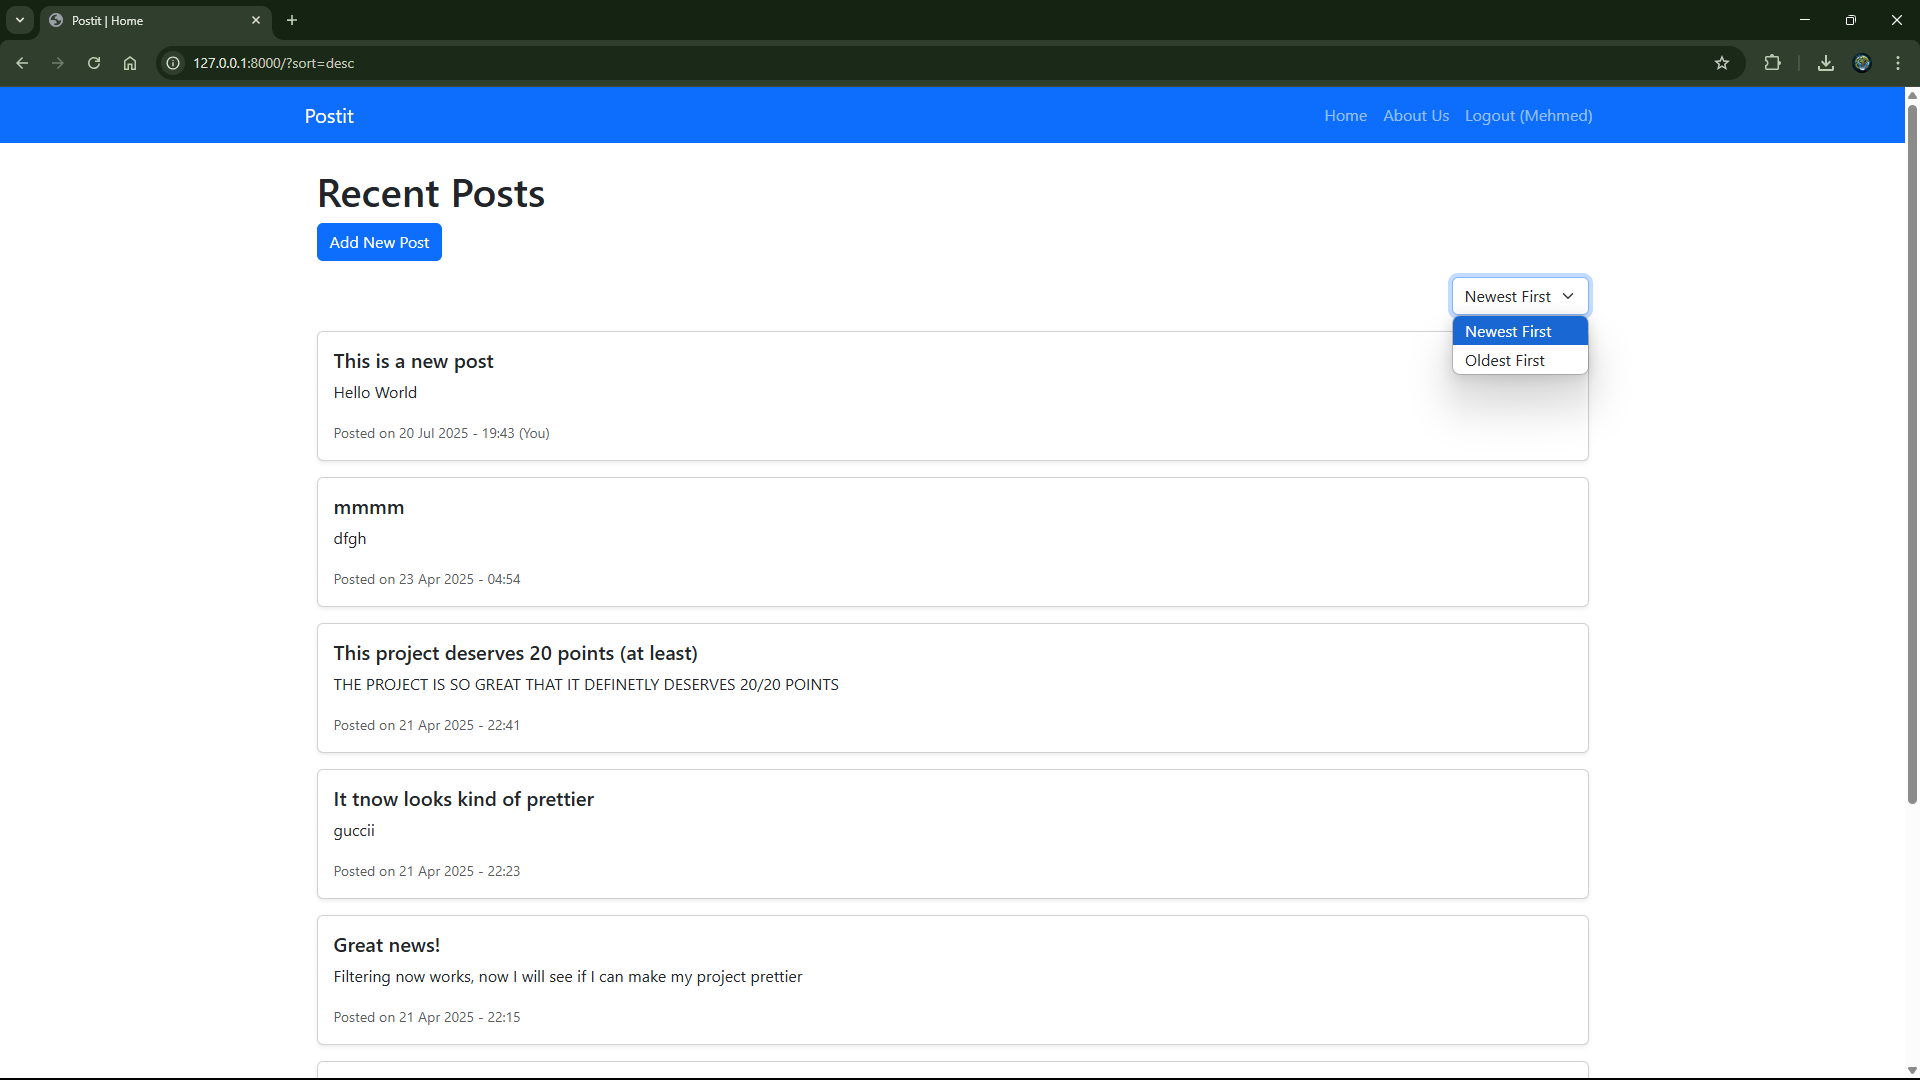 Postit | Home
127.0.0.1:8000/?sort=desc
Postit
Home
About Us
Logout (Mehmed)
Recent Posts
Add New Post
Newest First
Newest First
Oldest First
This is a new post
Hello World
Posted on 20 Jul 2025 - 19:43 (You)
mmmm
dfgh
Posted on 23 Apr 2025 - 04:54
This project deserves 20 points (at least)
THE PROJECT IS SO GREAT THAT IT DEFINETLY DESERVES 20/20 POINTS
Posted on 21 Apr 2025 - 22:41
It tnow looks kind of prettier
guccii
Posted on 21 Apr 2025 - 22:23
Great news!
Filtering now works, now I will see if I can make my project prettier
Posted on 21 Apr 2025 - 22:15